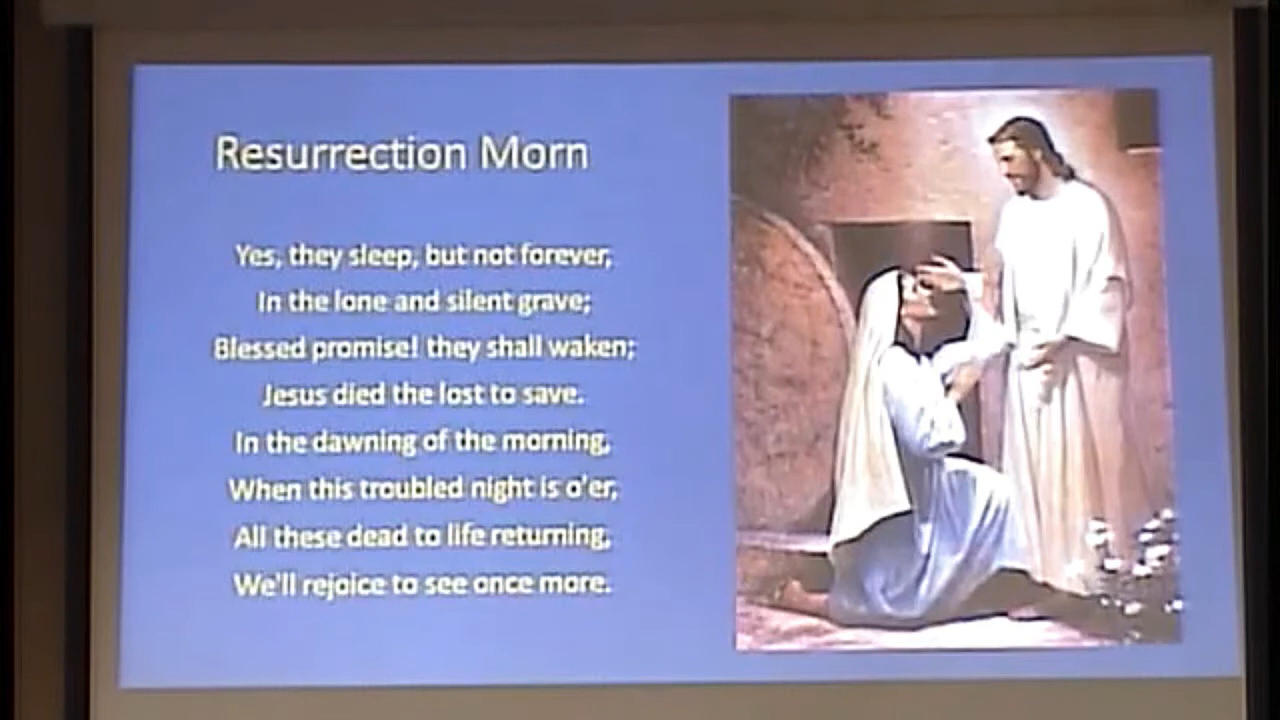 Resurrection Morn
Yes, they sleep, but not forever,
In the lone and silent grave;
Blessed promise! they shall waken;
Jesus died the lost to save.
In the dawning of the morning,
When this troubled night is o'er,
All these dead to life returning,
We'll rejoice to see once more.